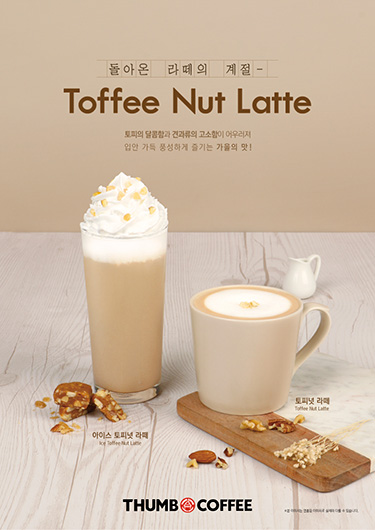 돌아온 라떼의 계절-
Toffee Nut Latte
토피의 달콤함과 견과류의 고소함이 어우러져
입안 가득 풍성하게 즐기는 가을의 맛!
토피넛 라떼
Toffee Nut Latte
아이스 토피넛 라떼
Ice Toffee Nut Latte
THUMB COFFEE